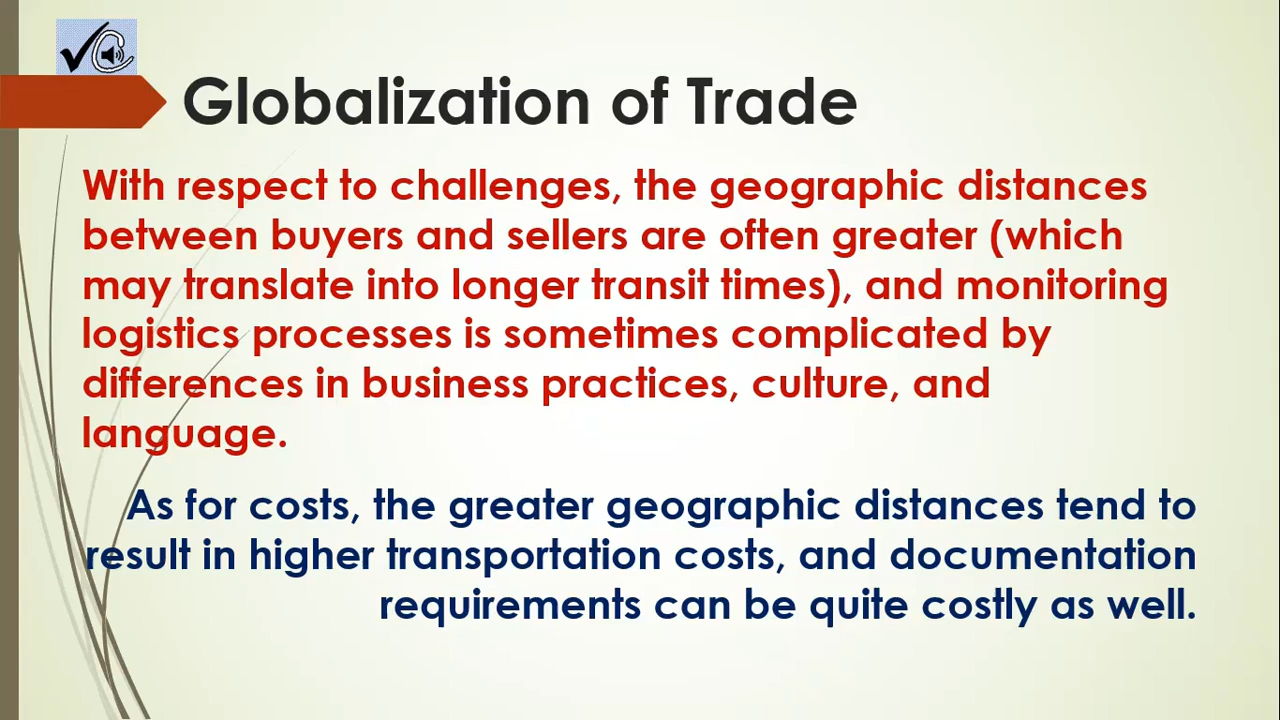 Globalization of Trade
With respect to challenges, the geographic distances
between buyers and sellers are often greater (which
may translate into longer transit times), and monitoring
logistics processes is sometimes complicated by
differences in business practices, culture, and
language.
As for costs, the greater geographic distances tend to
result in higher transportation costs, and documentation
requirements can be quite costly as well.